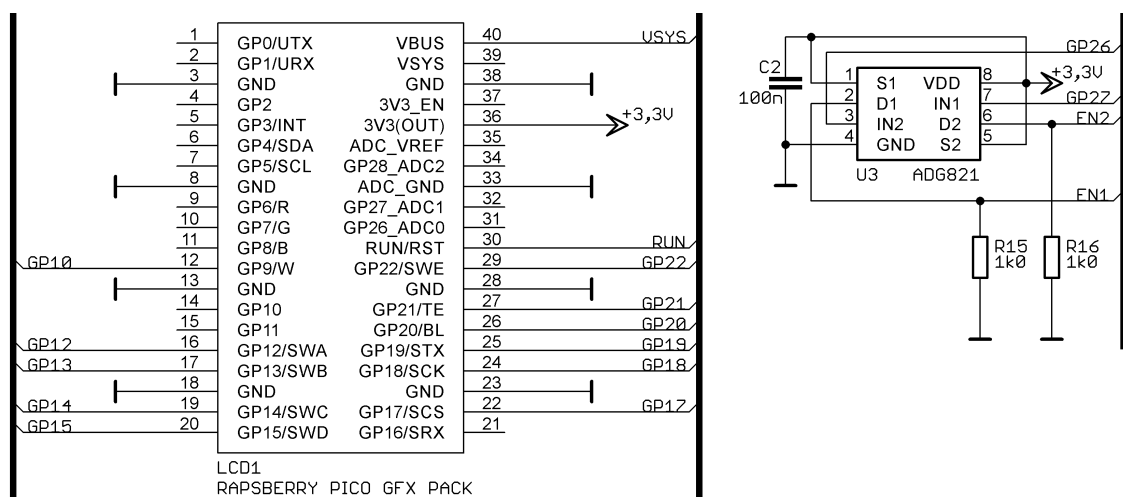 1 GP0/UTX VBUS 40 VSYS
2 GP1/URX VSYS 39
3 GND GND 38
4 GP2 3V3_EN 37
5 GP3/INT 3V3(OUT) 36 +3,3V
6 GP4/SDA ADC_VREF 35
7 GP5/SCL GP28_ADC2 34
8 GND ADC_GND 33
9 GP6/R GP27_ADC1 32
10 GP7/G GP26_ADC0 31
11 GP8/B RUN/RST 30 RUN
GP10 12 GP9/W GP22/SWE 29 GP22
13 GND GND 28
14 GP10 GP21/TE 27 GP21
15 GP11 GP20/BL 26 GP20
GP12 16 GP12/SWA GP19/STX 25 GP19
GP13 17 GP13/SWB GP18/SCK 24 GP18
18 GND GND 23
GP14 19 GP14/SWC GP17/SCS 22 GP17
GP15 20 GP15/SWD GP16/SRX 21
LCD1
RAPSBERRY PICO GFX PACK
GP26
C2
100n
1 S1 VDD 8 +3,3V
2 D1 IN1 7 GP27
3 IN2 D2 6 EN2
4 GND S2 5
U3 ADG821
EN1
R15
1k0
R16
1k0